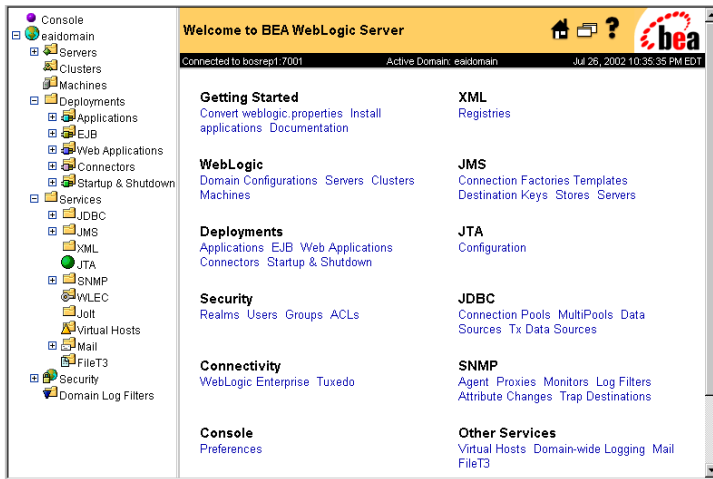 Console
eaidomain
Servers
Clusters
Machines
Deployments
Applications
EJB
Web Applications
Connectors
Startup & Shutdown
Services
JDBC
JMS
XML
JTA
SNMP
WLEC
Jolt
Virtual Hosts
Mail
FileT3
Security
Domain Log Filters
Welcome to BEA WebLogic Server
?
bea
Connected to bosrep1:7001 Active Domain: eaidomain Jul 26, 2002 10:35:35 PM EDT
Getting Started
Convert weblogic.properties Install
applications Documentation
XML
Registries
WebLogic
Domain Configurations Servers Clusters
Machines
JMS
Connection Factories Templates
Destination Keys Stores Servers
Deployments
Applications EJB Web Applications
Connectors Startup & Shutdown
JTA
Configuration
Security
Realms Users Groups ACLs
JDBC
Connection Pools MultiPools Data
Sources Tx Data Sources
Connectivity
WebLogic Enterprise Tuxedo
SNMP
Agent Proxies Monitors Log Filters
Attribute Changes Trap Destinations
Console
Preferences
Other Services
Virtual Hosts Domain-wide Logging Mail
FileT3